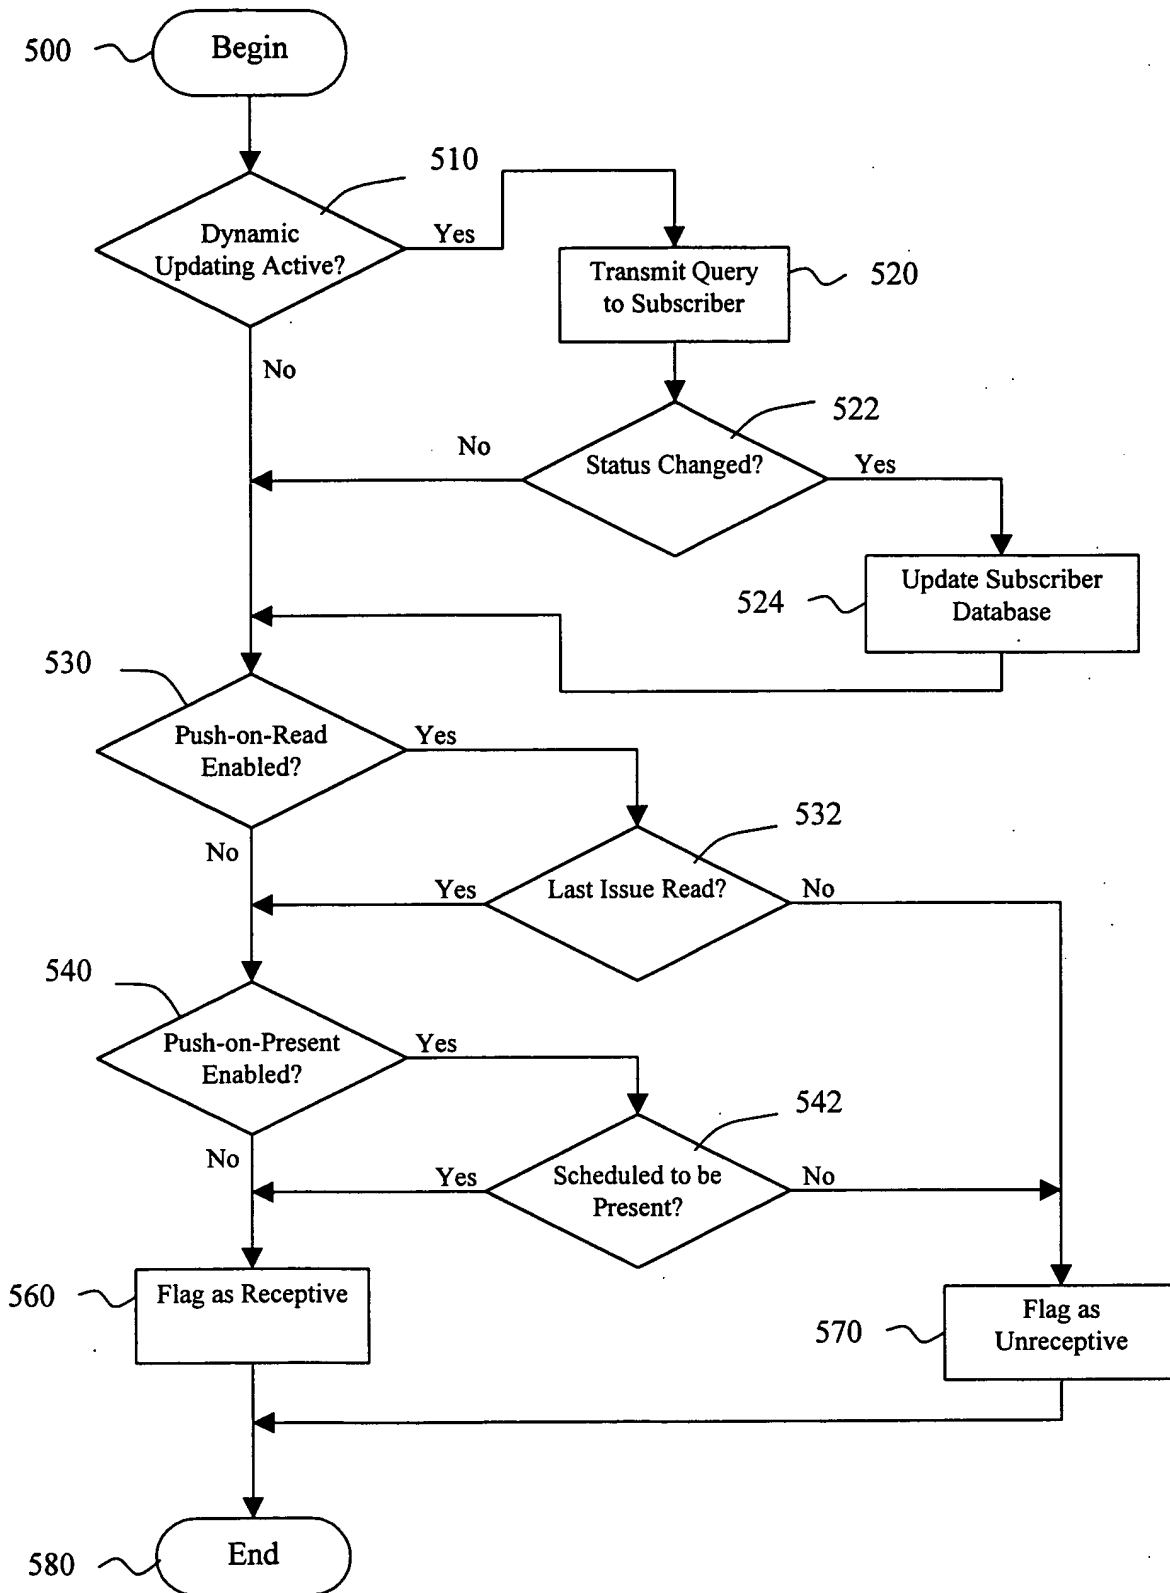 500
Begin
510
Dynamic
Updating Active?
Yes
Transmit Query
to Subscriber
520
No
522
No
Status Changed?
Yes
Update Subscriber
Database
524
530
Push-on-Read
Enabled?
Yes
532
No
Yes
Last Issue Read?
No
540
Push-on-Present
Enabled?
Yes
542
No
Yes
Scheduled to be
Present?
No
560
Flag as Receptive
570
Flag as
Unreceptive
580
End